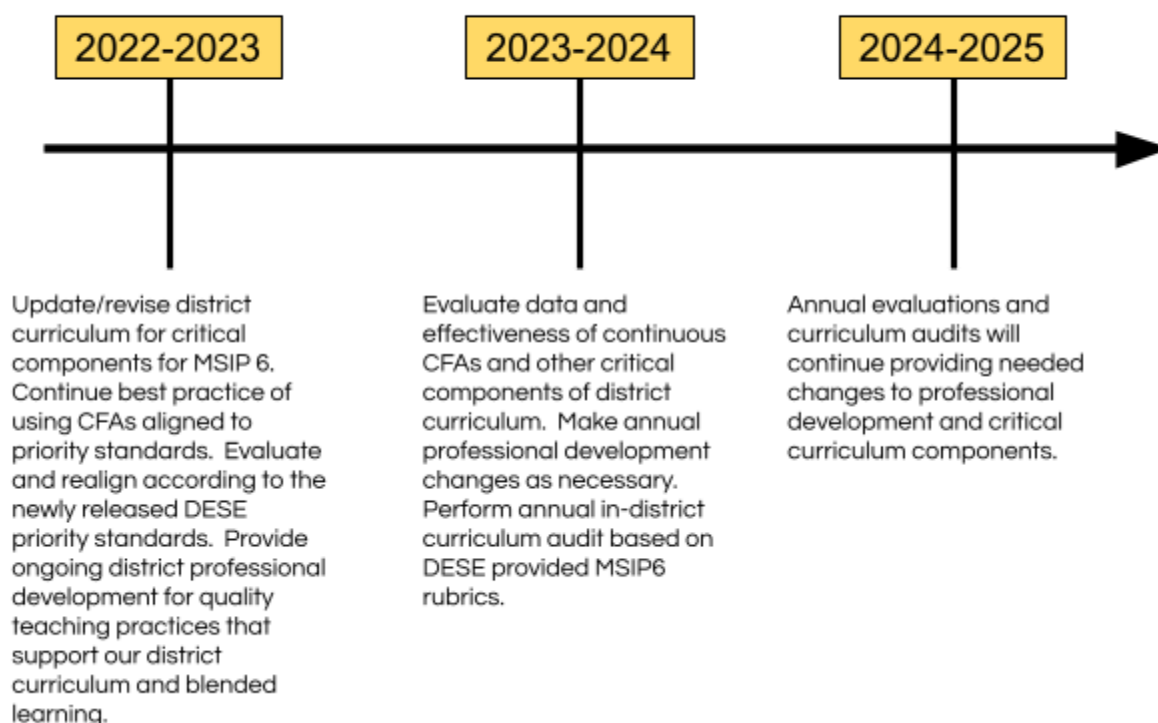 2022-2023
2023-2024
2024-2025
Update/revise district
curriculum for critical
components for MSIP 6.
Continue best practice of
using CFAs aligned to
priority standards.  Evaluate
and realign according to the
newly released DESE
priority standards.  Provide
ongoing district professional
development for quality
teaching practices that
support our district
curriculum and blended
learning.
Evaluate data and
effectiveness of continuous
CFAs and other critical
components of district
curriculum.  Make annual
professional development
changes as necessary.
Perform annual in-district
curriculum audit based on
DESE provided MSIP6
rubrics.
Annual evaluations and
curriculum audits will
continue providing needed
changes to professional
development and critical
curriculum components.